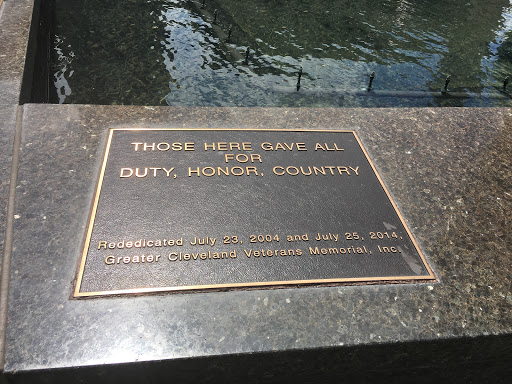 THOSE HERE GAVE ALL
FOR
DUTY, HONOR, COUNTRY
Rededicated July 23, 2004 and July 25, 2014,
Greater Cleveland Veterans Memorial, Inc.